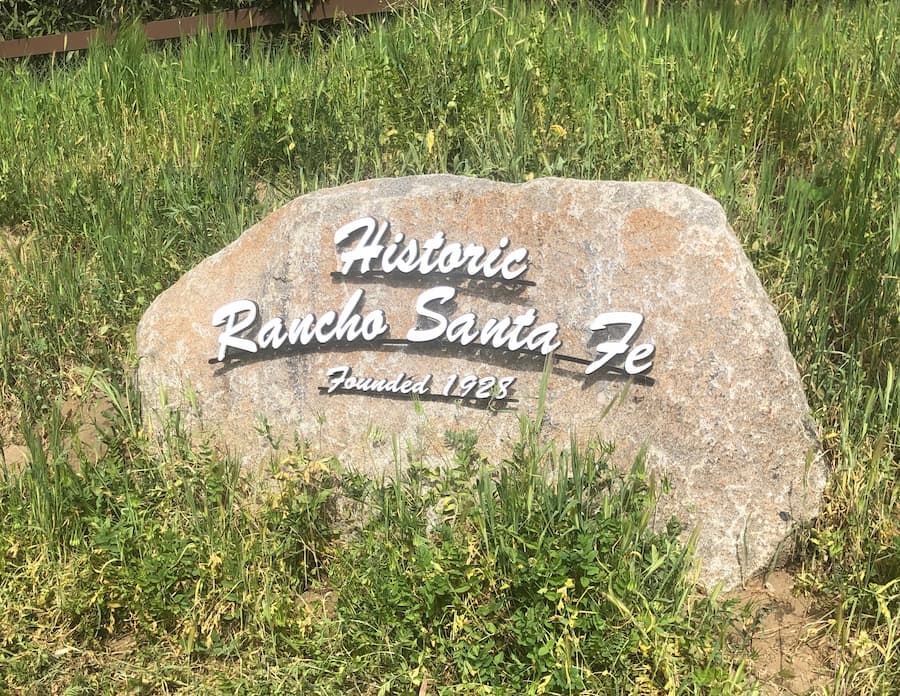 Historic
Rancho Santa Fe
Founded 1928